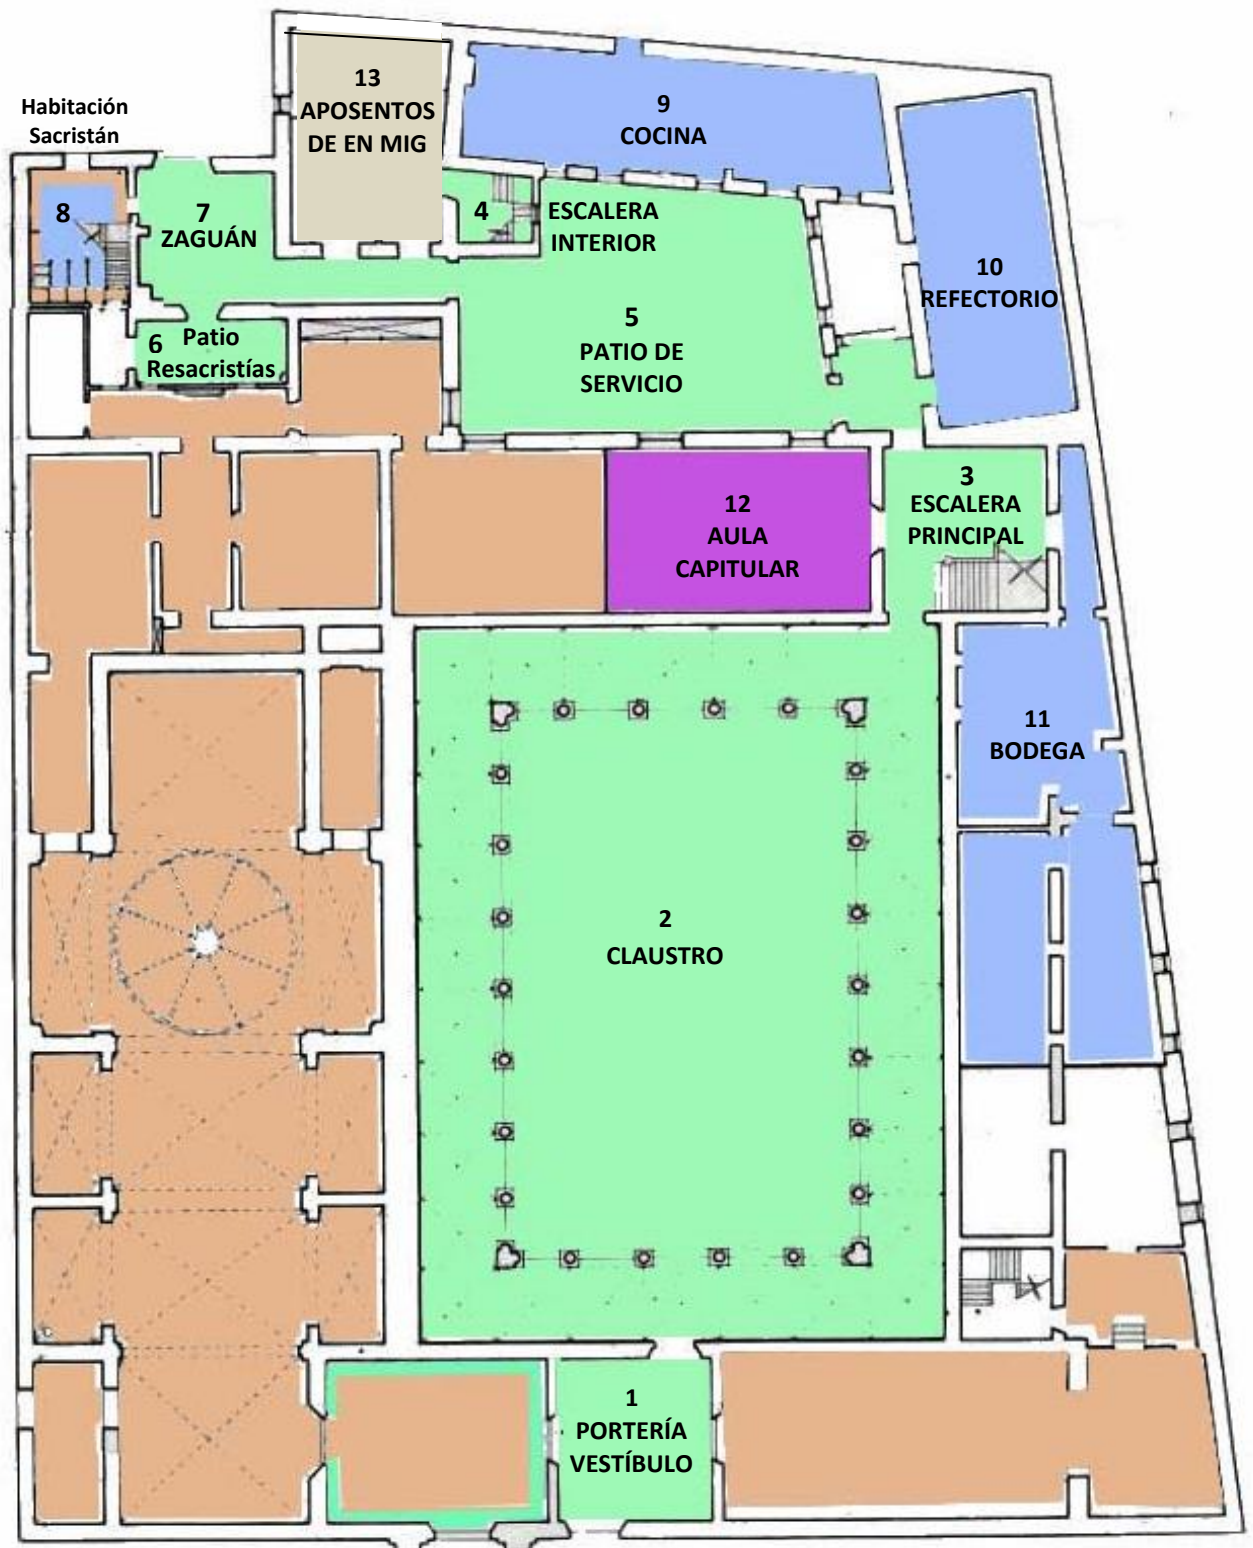 13
APOSENTOS
DE EN MIG
9
COCINA
Habitación
Sacristán
8
7
ZAGUÁN
4
ESCALERA
INTERIOR
10
REFECTORIO
6
Patio
Resacristías
5
PATIO DE
SERVICIO
12
AULA
CAPITULAR
3
ESCALERA
PRINCIPAL
11
BODEGA
2
CLAUSTRO
1
PORTERÍA
VESTÍBULO